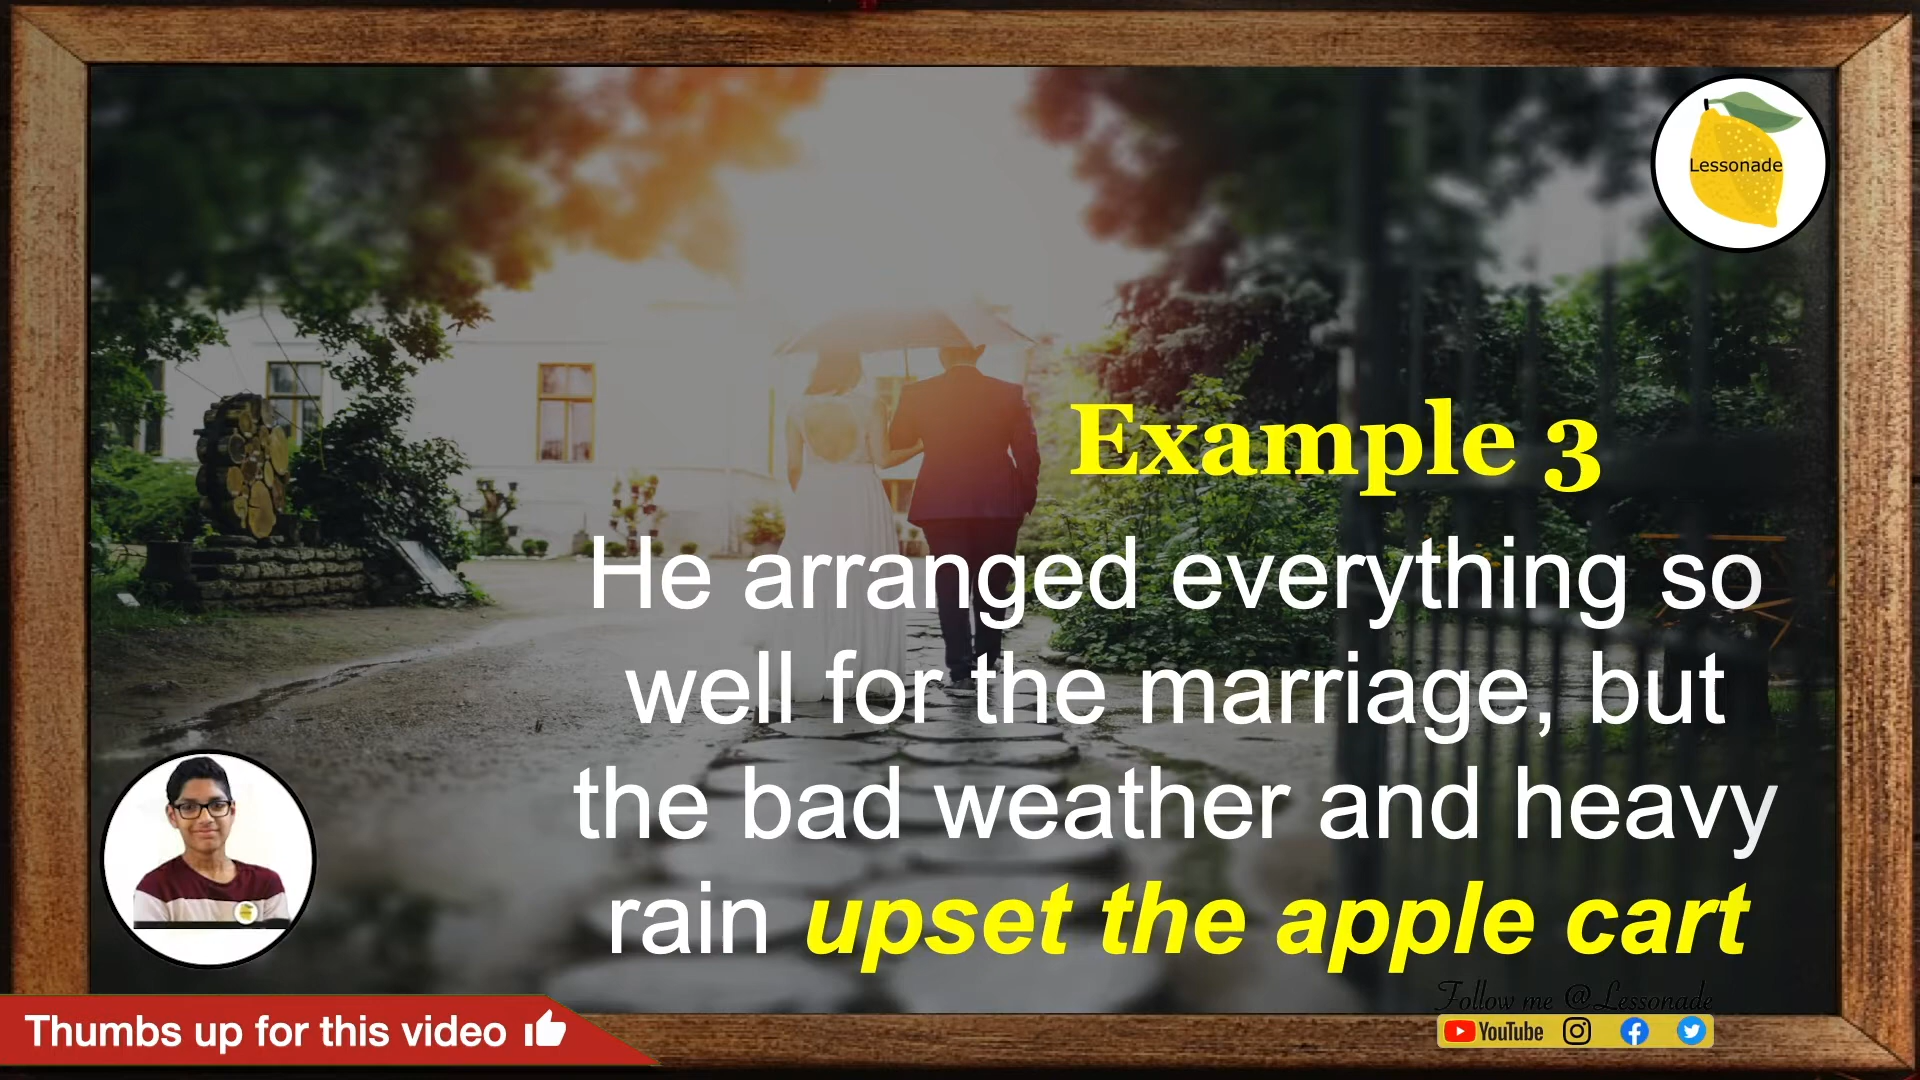 Lessonade
Example 3
He arranged everything so
well for the marriage, but
the bad weather and heavy
rain upset the apple cart
Thumbs up for this video
Follow me @Lessonade
YouTube